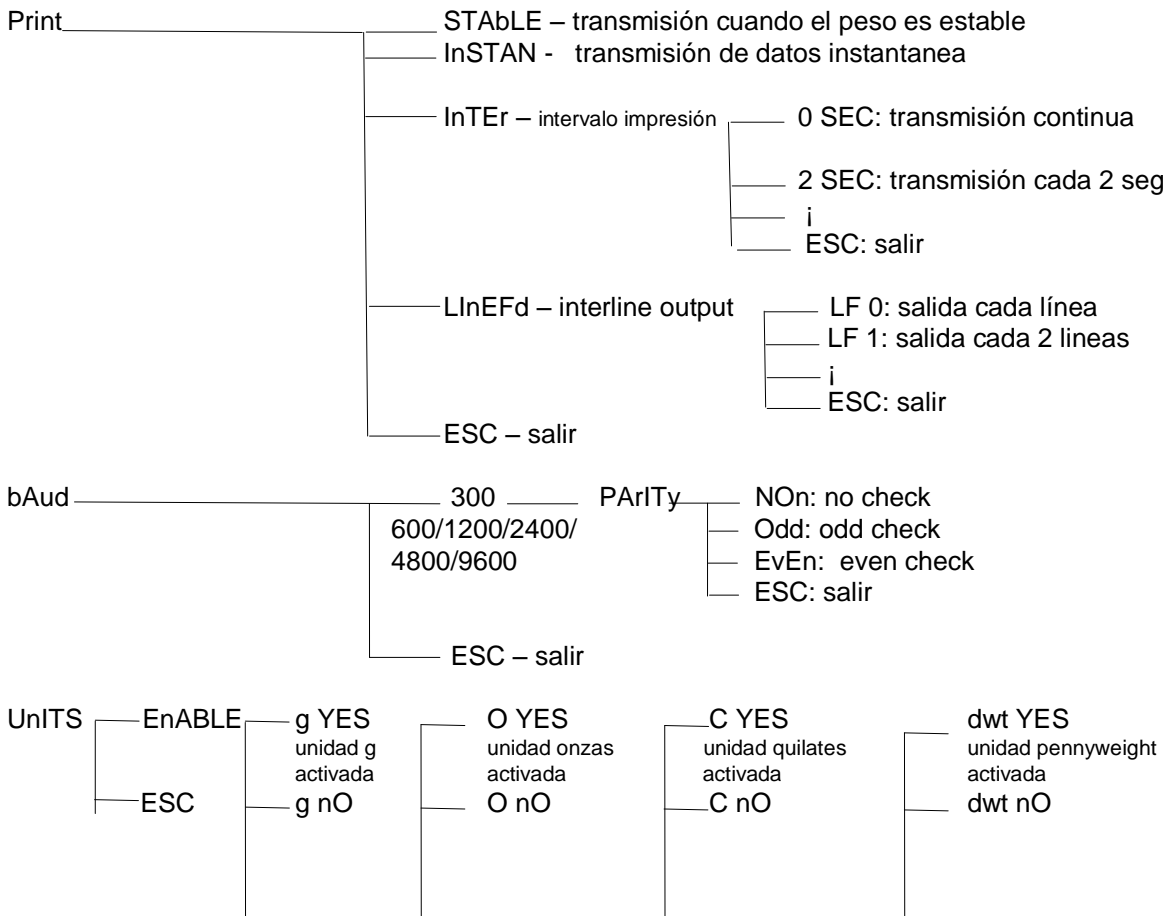 Print STAbLE – transmisión cuando el peso es estable
InSTAN - transmisión de datos instantanea
InTEr – intervalo impresión 0 SEC: transmisión continua
2 SEC: transmisión cada 2 seg
¡
ESC: salir
LInEFd – interline output LF 0: salida cada línea
LF 1: salida cada 2 lineas
¡
ESC: salir
ESC – salir
bAud 300 PArITy NOn: no check
600/1200/2400/ Odd: odd check
4800/9600 EvEn: even check
ESC: salir
ESC – salir
UnITS EnABLE g YES O YES C YES dwt YES
unidad g unidad onzas unidad quilates unidad pennyweight
activada activada activada activada
ESC g nO O nO C nO dwt nO